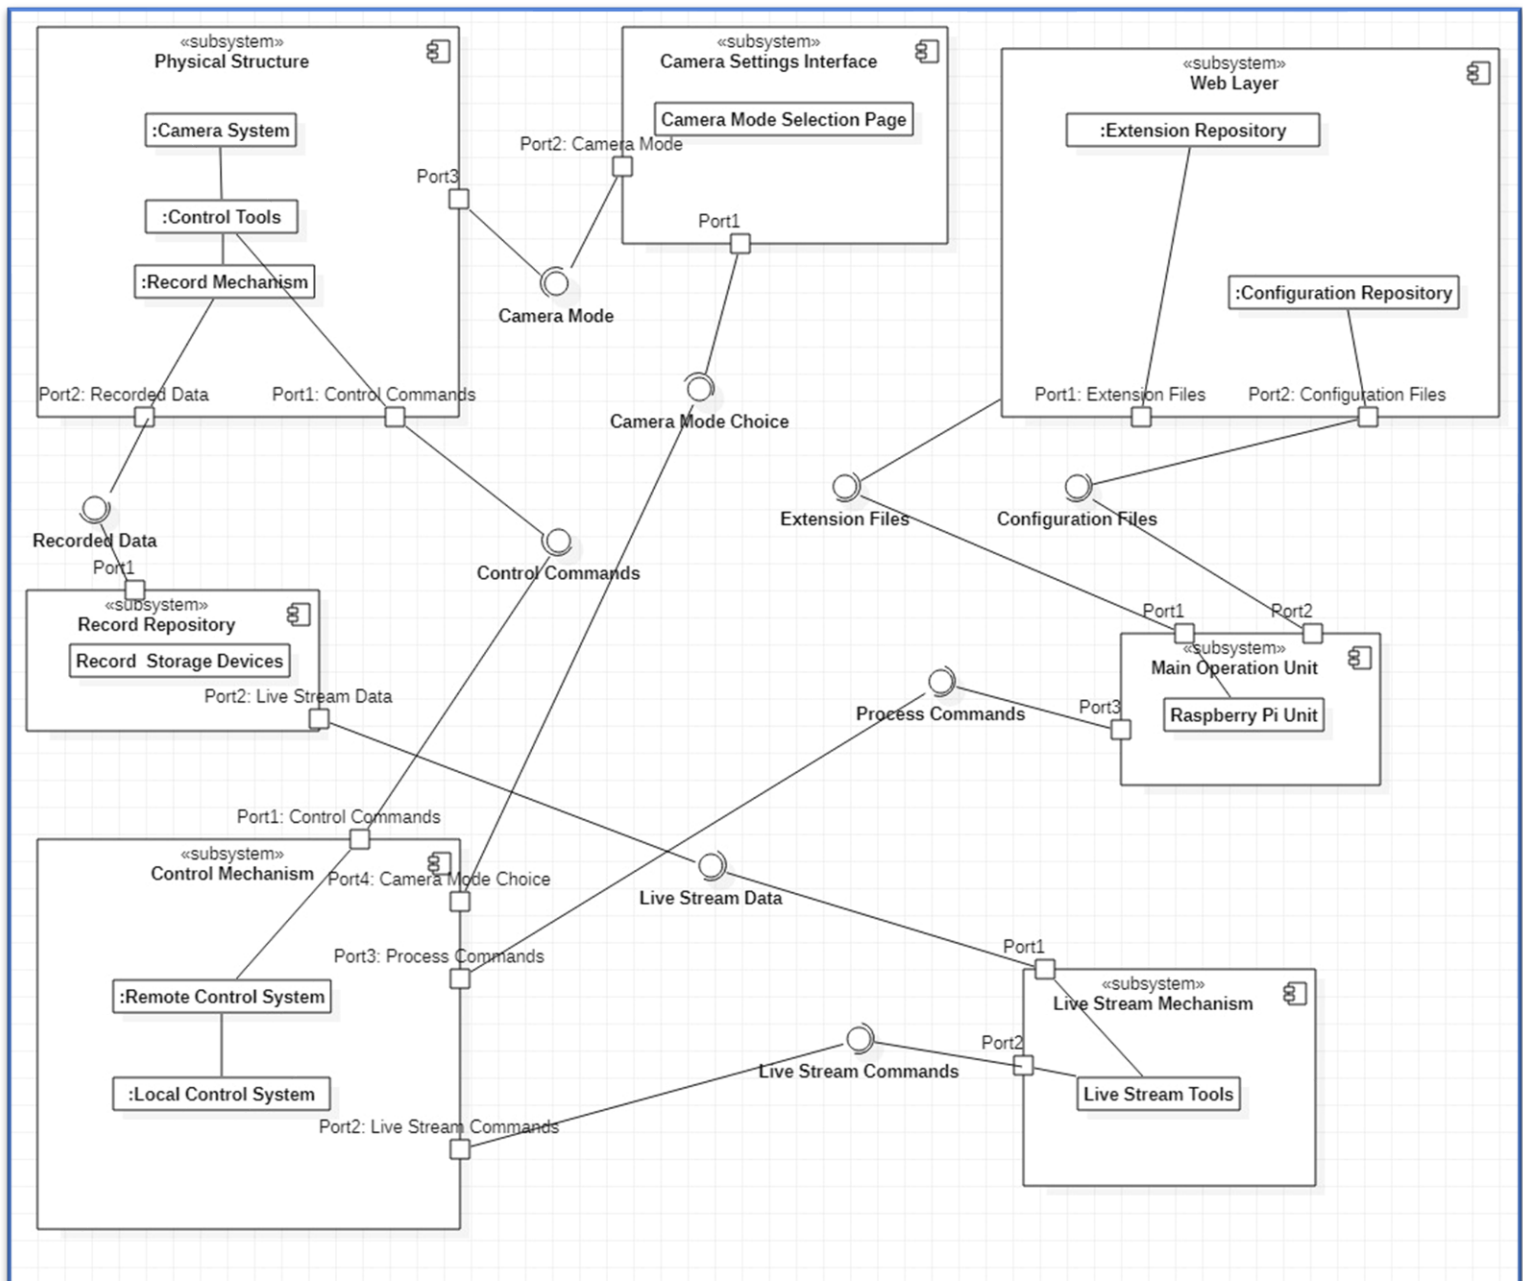 «subsystem»
Physical Structure
:Camera System
:Control Tools
:Record Mechanism
Port3
Port2: Recorded Data
Port1: Control Commands
«subsystem»
Camera Settings Interface
Camera Mode Selection Page
Port2: Camera Mode
Port1
Camera Mode
Camera Mode Choice
«subsystem»
Web Layer
:Extension Repository
:Configuration Repository
Port1: Extension Files
Port2: Configuration Files
Recorded Data
Control Commands
Extension Files
Configuration Files
Port1
«subsystem»
Record Repository
Record  Storage Devices
Port2: Live Stream Data
Port1
Port2
«subsystem»
Main Operation Unit
Raspberry Pi Unit
Port3
Process Commands
Port1: Control Commands
«subsystem»
Control Mechanism
Port4: Camera Mode Choice
Port3: Process Commands
:Remote Control System
:Local Control System
Port2: Live Stream Commands
Live Stream Data
Port1
«subsystem»
Live Stream Mechanism
Port2
Live Stream Tools
Live Stream Commands